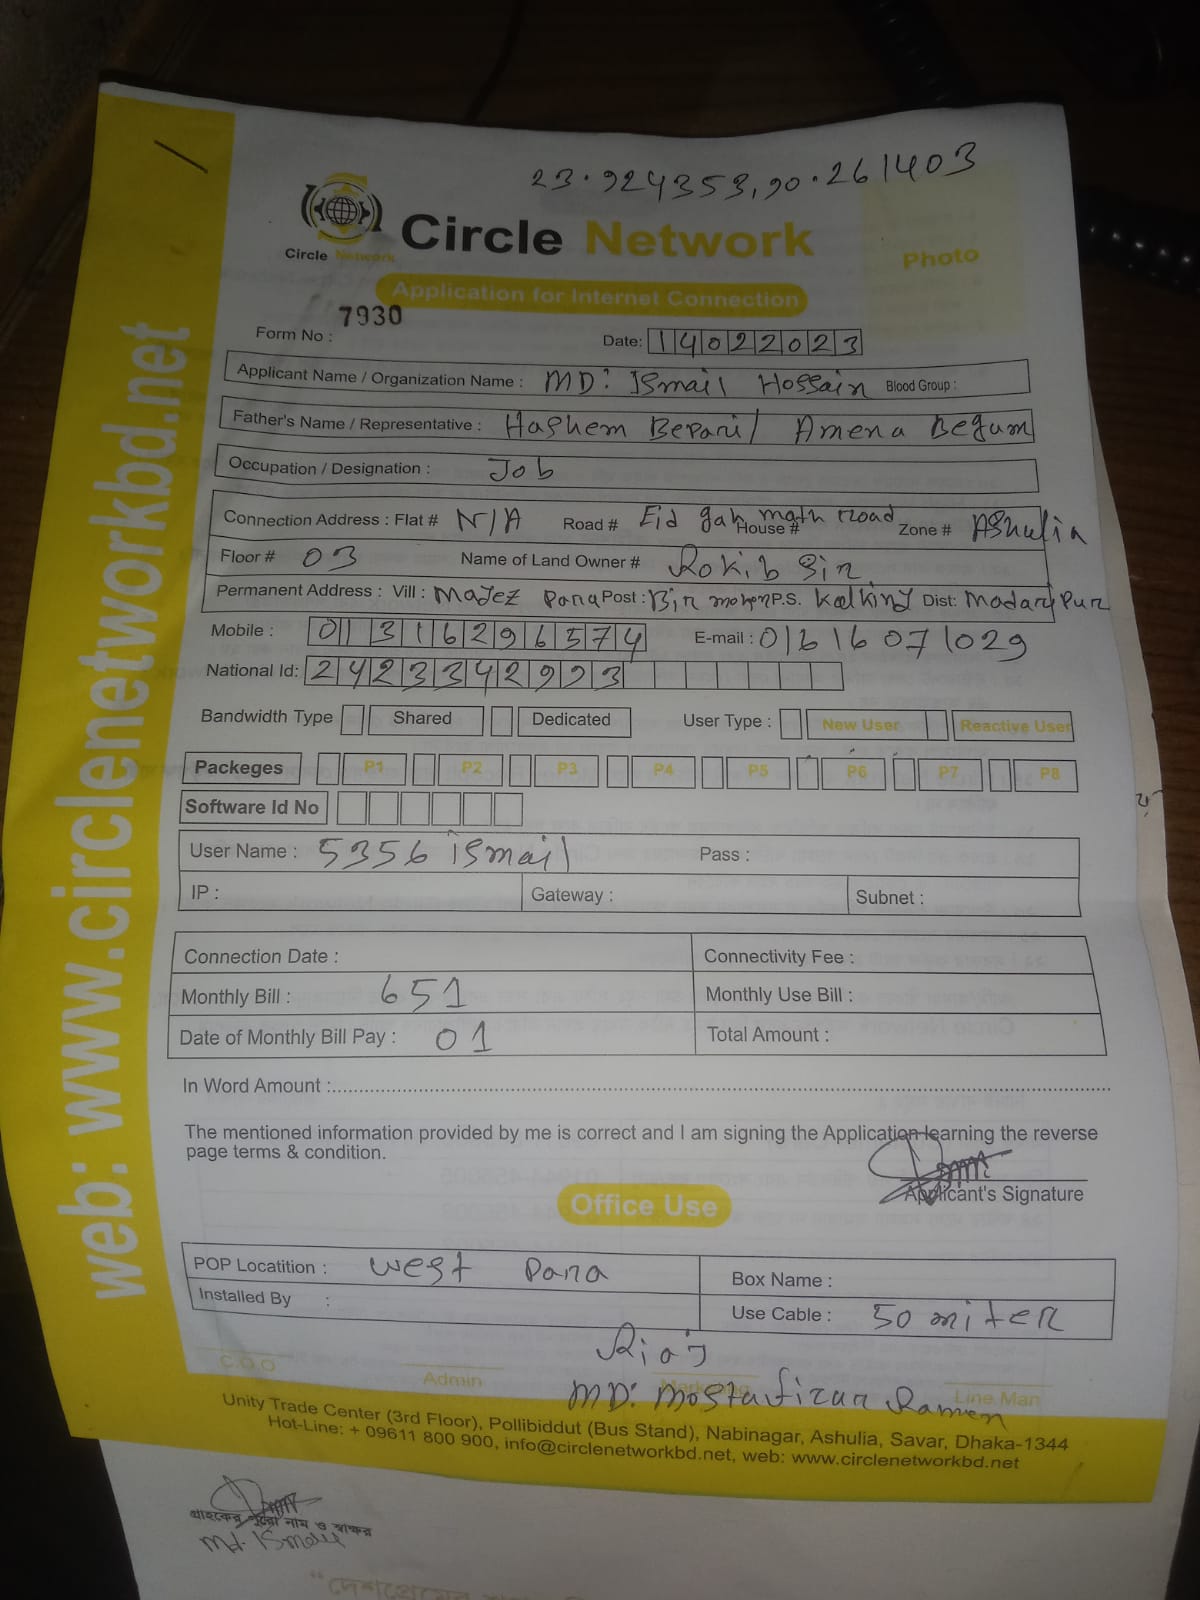 23.924353,90.261403
Circle Network
Circle Network
Photo
Application for Internet Connection
Form No : 7930
Date: 14022023
Applicant Name / Organization Name : MD: Ismail Hossain Blood Group :
Father's Name / Representative : Hashem Bepari/ Amena Begum
Occupation / Designation : Job
Connection Address : Flat # N/A Road # Eid gah math road House # Zone # AShulia
Floor # 03 Name of Land Owner # Rokib Sir
Permanent Address : Vill : Majez para Post : Bir mohon P.S. Kalkini Dist: Madaripur
Mobile : 01316296574 E-mail : 01616071029
National Id: 2423342993
Bandwidth Type Shared Dedicated User Type : New User Reactive User
Packeges P1 P2 P3 P4 P5 P6 P7 P8
Software Id No
User Name : 5356 ismail Pass :
IP : Gateway : Subnet :
Connection Date : Connectivity Fee :
Monthly Bill : 651 Monthly Use Bill :
Date of Monthly Bill Pay : 01 Total Amount :
In Word Amount :
The mentioned information provided by me is correct and I am signing the Application learning the reverse
page terms & condition.
Applicant's Signature
Office Use
POP Locatition : West para Box Name :
Installed By : Use Cable : 50 miter
Riaj
C.O.O Admin Line Man
MD: Mostafizur Ramen
Unity Trade Center (3rd Floor), Pollibiddut (Bus Stand), Nabinagar, Ashulia, Savar, Dhaka-1344
Hot-Line: + 09611 800 900, info@circlenetworkbd.net, web: www.circlenetworkbd.net
web: www.circlenetworkbd.net
গ্রাহকের পুরো নাম ও স্বাক্ষর
Md. Ismail